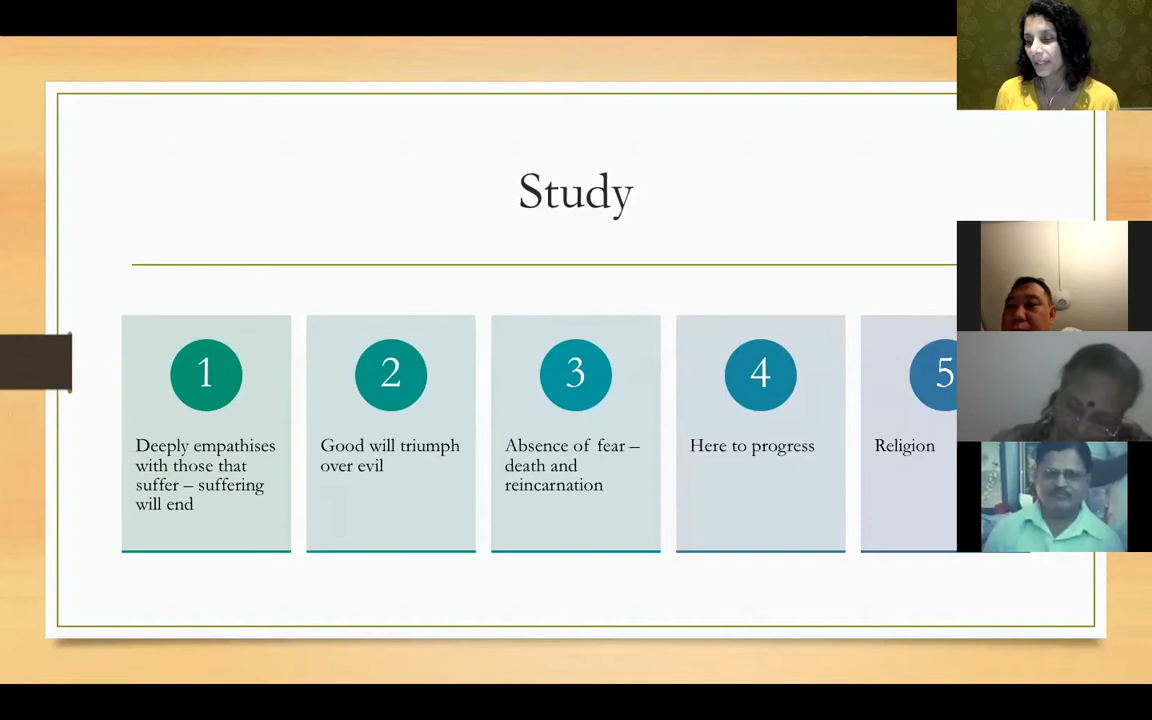 Study
1
2
3
4
5
Deeply empathises
with those that
suffer – suffering
will end
Good will triumph
over evil
Absence of fear –
death and
reincarnation
Here to progress
Religion